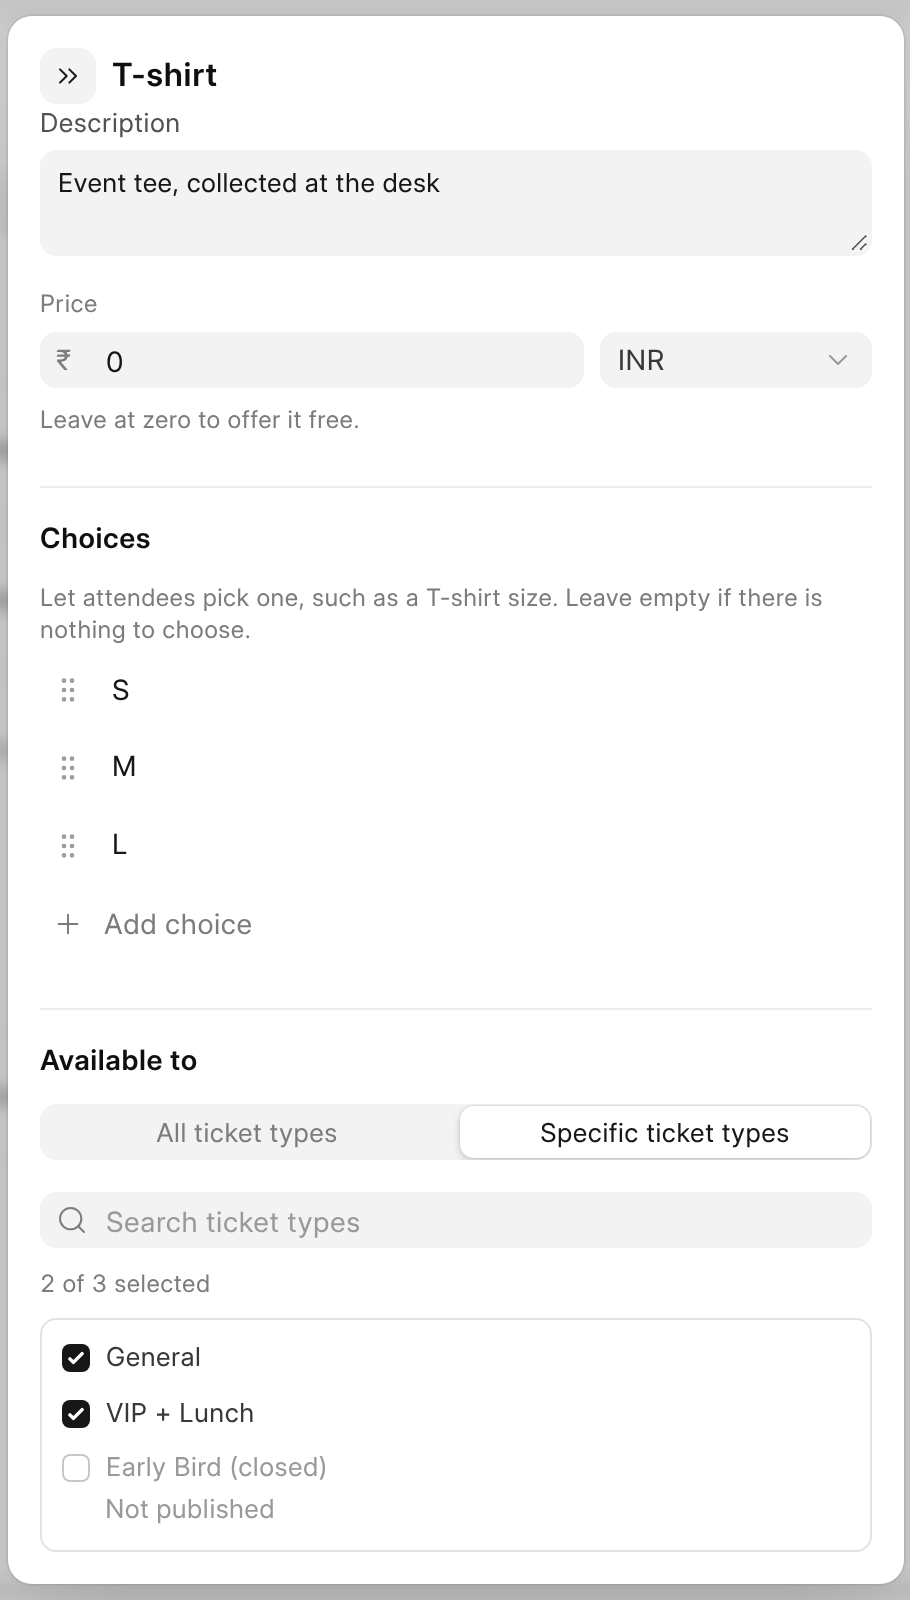 T-shirt
Description
Event tee, collected at the desk
Price
₹ 0
INR
Leave at zero to offer it free.
Choices
Let attendees pick one, such as a T-shirt size. Leave empty if there is
nothing to choose.
S
M
L
Add choice
Available to
All ticket types
Specific ticket types
Search ticket types
2 of 3 selected
General
VIP + Lunch
Early Bird (closed)
Not published